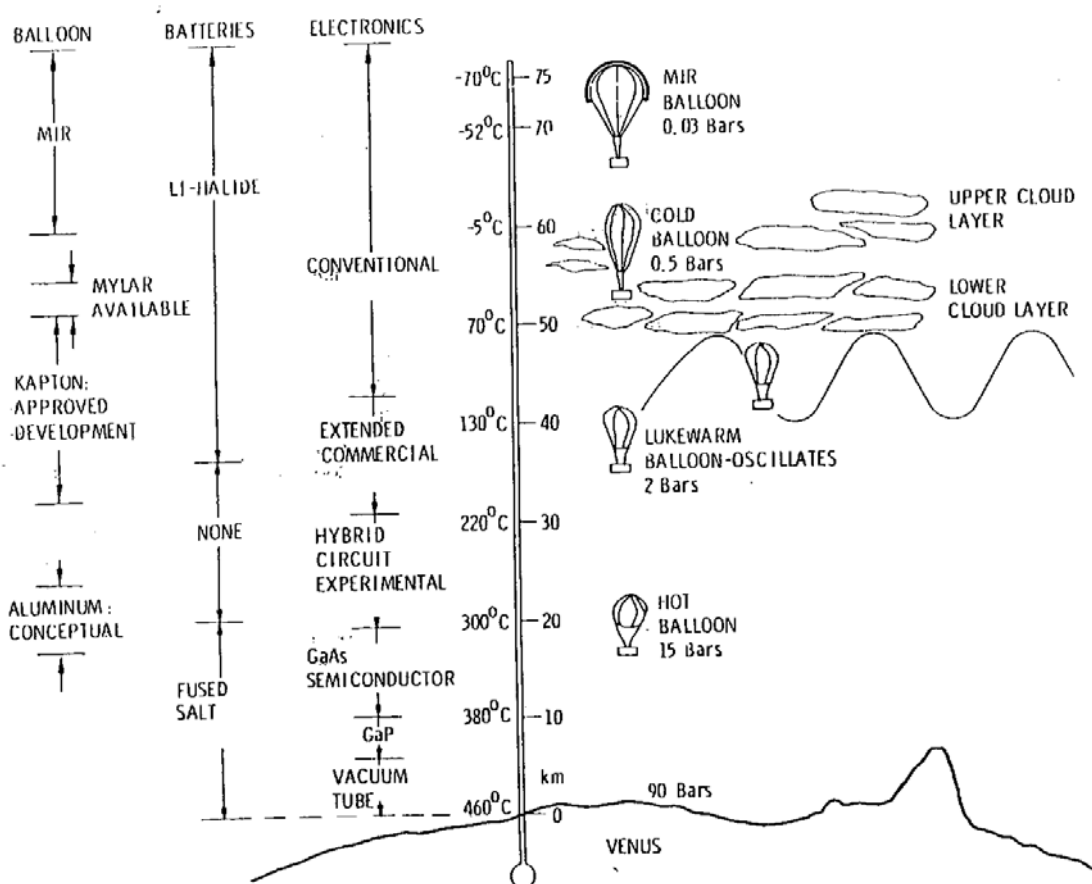 BALLOON
BATTERIES
ELECTRONICS
MIR
LI-HALIDE
CONVENTIONAL
MYLAR
AVAILABLE
KAPTON:
APPROVED
DEVELOPMENT
EXTENDED
COMMERCIAL
NONE
HYBRID
CIRCUIT
EXPERIMENTAL
ALUMINUM:
CONCEPTUAL
GaAs
SEMICONDUCTOR
FUSED
SALT
GaP
VACUUM
TUBE
-70°C 75
-52°C 70
-5°C 60
70°C 50
130°C 40
220°C 30
300°C 20
380°C 10
km
460°C 0
MIR
BALLOON
0.03 Bars
COLD
BALLOON
0.5 Bars
UPPER CLOUD
LAYER
LOWER
CLOUD LAYER
LUKEWARM
BALLOON-OSCILLATES
2 Bars
HOT
BALLOON
15 Bars
90 Bars
VENUS